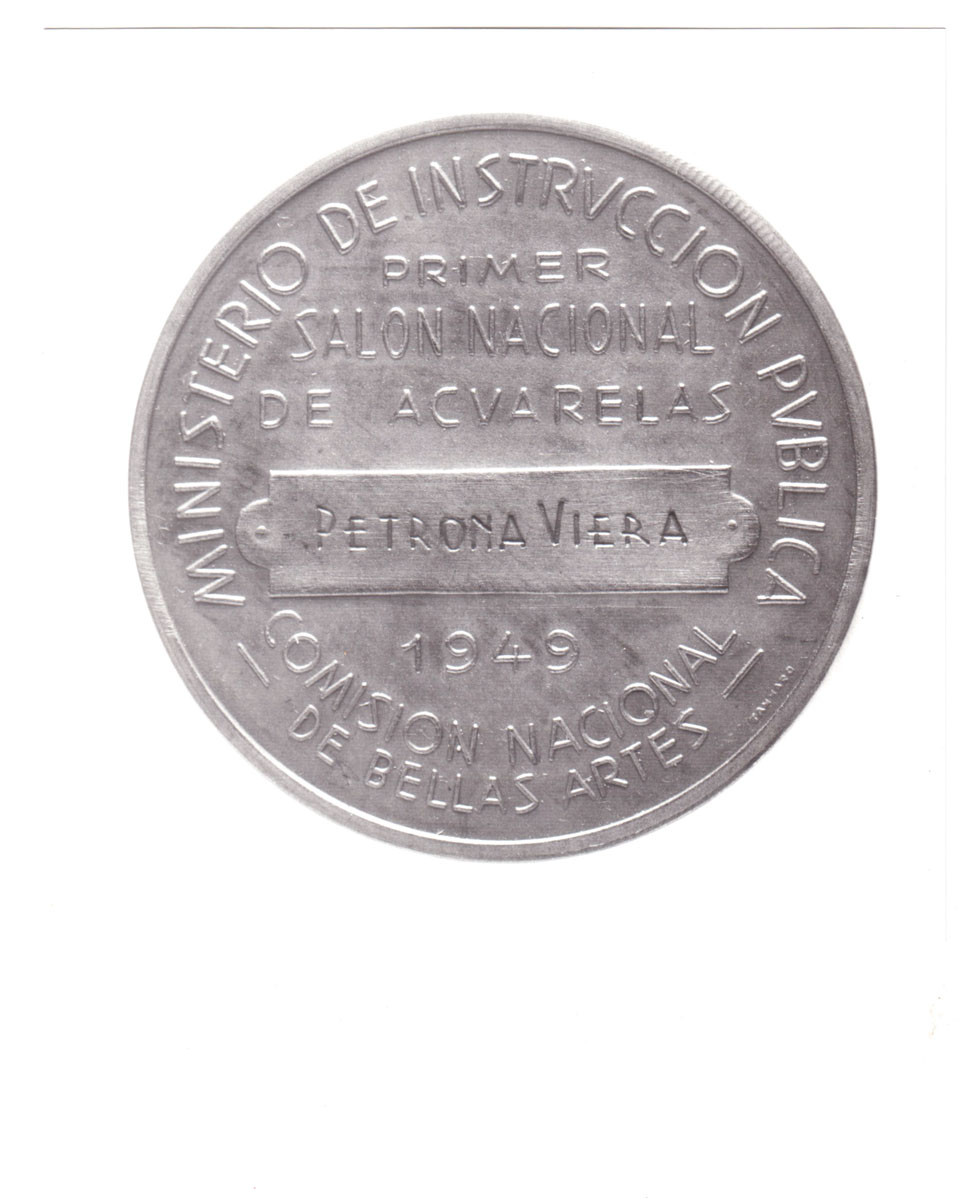 MINISTERIO DE INSTRVCCION PVBLICA
PRIMER
SALON NACIONAL
DE ACVARELAS
PETRONA VIERA
1949
COMISION NACIONAL
DE BELLAS ARTES